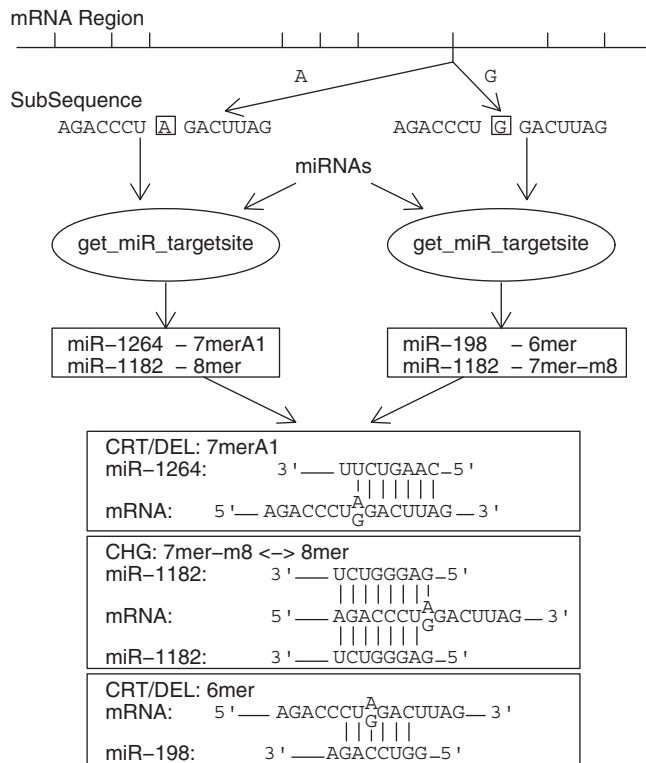 mRNA Region
A G
SubSequence
AGACCCU A GACUUAG AGACCCU G GACUUAG
miRNAs
get_miR_targetsite get_miR_targetsite
miR−1264 − 7merA1 miR−198 − 6mer
miR−1182 − 8mer miR−1182 − 7mer−m8
CRT/DEL: 7merA1
miR−1264: 3' UUCUGAAC 5'
A
mRNA: 5' AGACCCU GACUUAG 3'
G
CHG: 7mer−m8 <−> 8mer
miR−1182: 3' UCUGGGAG 5'
A
mRNA: 5' AGACCCU GACUUAG 3'
G
miR−1182: 3' UCUGGGAG 5'
CRT/DEL: 6mer
A
mRNA: 5' AGACCCU GACUUAG 3'
G
miR−198: 3' AGACCUGG 5'